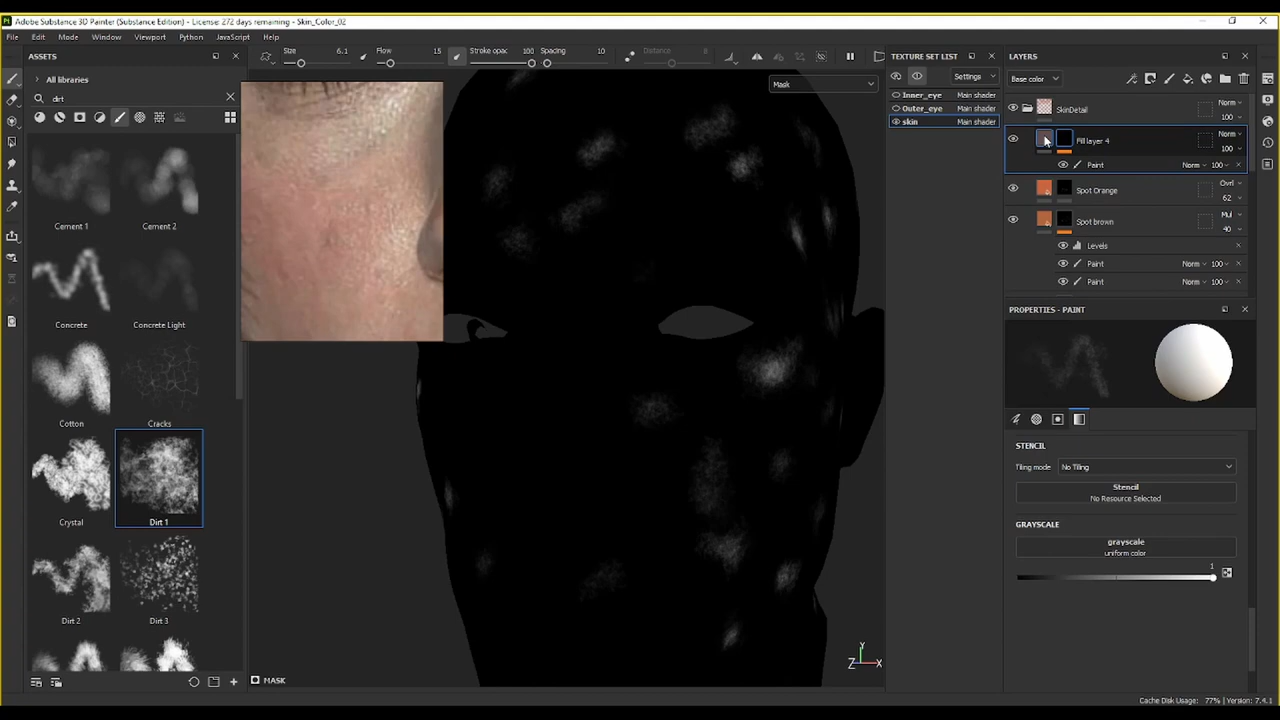 Adobe Substance 3D Painter (Substance Edition) - License: 272 days remaining - Skin_Color_02
File Edit Mode Window Viewport Python JavaScript Help
ASSETS
Size 6.1 Flow 15 Stroke opac 100 Spacing 10 Distance 8
TEXTURE SET LIST
LAYERS
All libraries
dirt
Mask
Settings
Base color
Inner_eye Main shader
Outer_eye Main shader
skin Main shader
SkinDetail Norm 100
Fill layer 4 Norm 100
Paint Norm 100
Spot Orange Ovrl 62
Spot brown Mul 40
Levels
Paint Norm 100
Paint Norm 100
Cement 1 Cement 2
Concrete Concrete Light
Cotton Cracks
Crystal Dirt 1
Dirt 2 Dirt 3
PROPERTIES - PAINT
STENCIL
Tiling mode No Tiling
Stencil
No Resource Selected
GRAYSCALE
grayscale
uniform color
1
Y
Z X
MASK
Cache Disk Usage: 77% | Version: 7.4.1